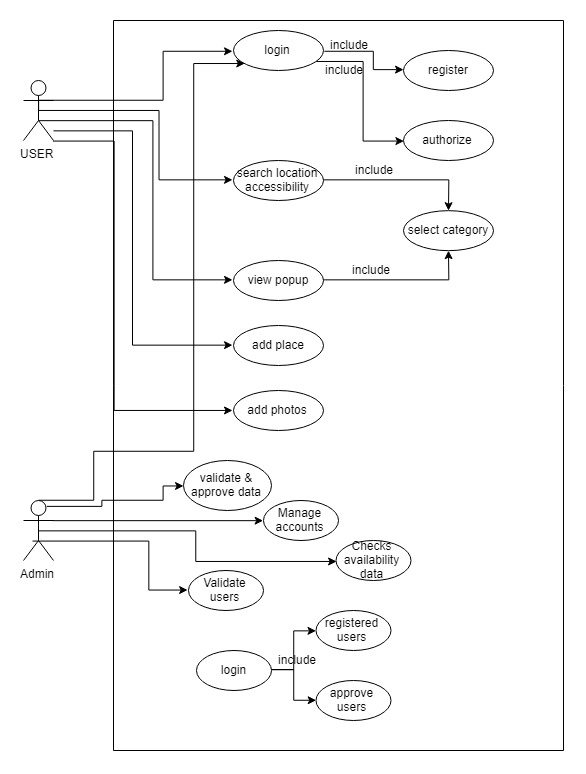 login
include
include
register
authorize
USER
search location
accessibility
include
select category
view popup
include
add place
add photos
validate &
approve data
Manage
accounts
Admin
Checks
availability
data
Validate
users
registered
users
login
include
approve
users